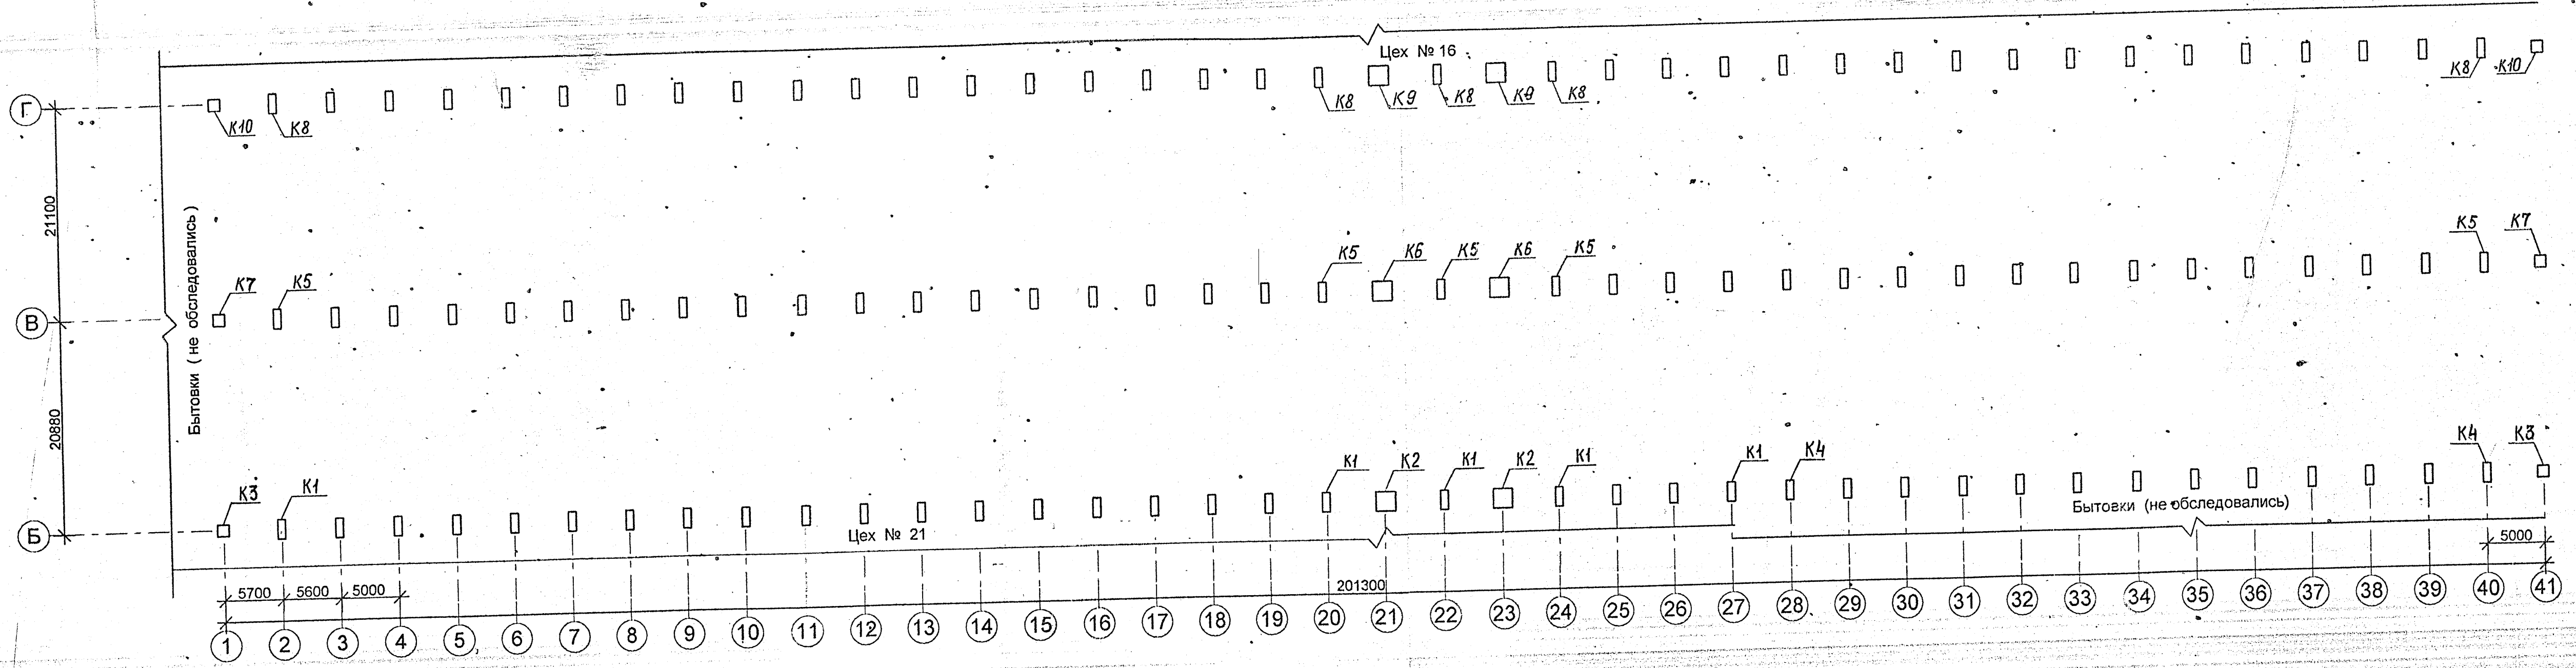 Цех № 16
Г
К10
К8
К8
К9
К8
К9
К8
К8
К10
21100
Бытовки ( не обследовались )
К7
К5
К5
К6
К5
К6
К5
К5
К7
В
20880
К3
К1
К1
К2
К1
К2
К1
К1
К4
К4
К3
Б
Цех № 21
Бытовки (не обследовались)
5000
5700
5600
5000
201300
1
2
3
4
5
6
7
8
9
10
11
12
13
14
15
16
17
18
19
20
21
22
23
24
25
26
27
28
29
30
31
32
33
34
35
36
37
38
39
40
41